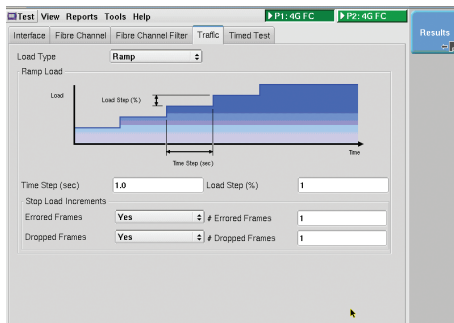 Test View Reports Tools Help P1: 4G FC P2: 4G FC
Results
Interface Fibre Channel Fibre Channel Filter Traffic Timed Test
Load Type Ramp
Ramp Load
Load
Load Step (%)
Time
Time Step (sec)
Time Step (sec) 1.0 Load Step (%) 1
Stop Load Increments
Errored Frames Yes # Errored Frames 1
Dropped Frames Yes # Dropped Frames 1